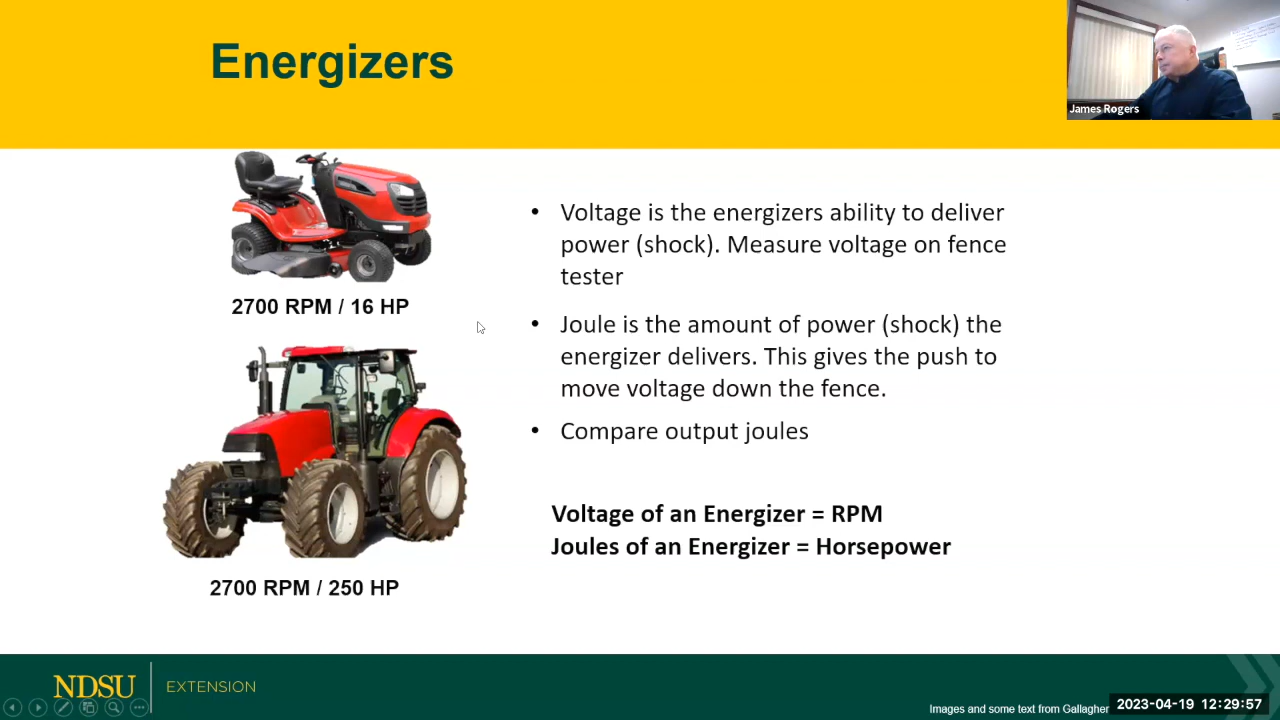 Energizers
James Rogers
2700 RPM / 16 HP
2700 RPM / 250 HP
• Voltage is the energizers ability to deliver
power (shock). Measure voltage on fence
tester
• Joule is the amount of power (shock) the
energizer delivers. This gives the push to
move voltage down the fence.
• Compare output joules
Voltage of an Energizer = RPM
Joules of an Energizer = Horsepower
NDSU EXTENSION
Images and some text from Gallagher
2023-04-19 12:29:57